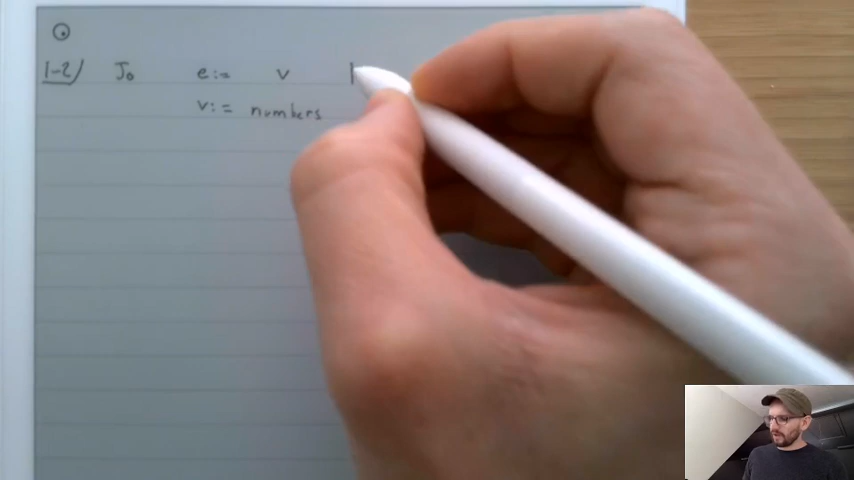 1-2/ J₀ e := v |
v := numbers